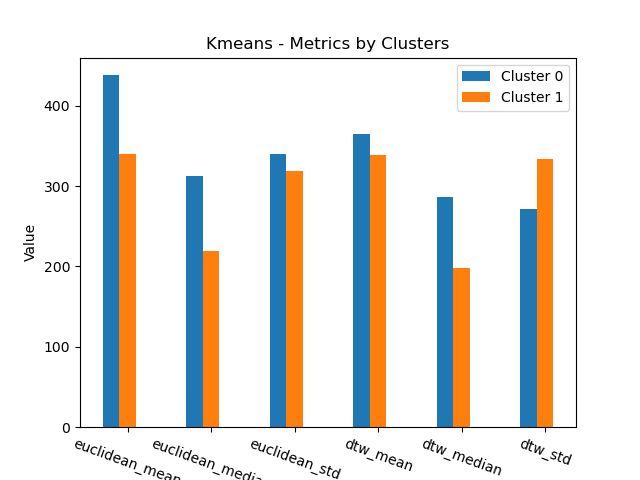 Kmeans - Metrics by Clusters
Cluster 0
Cluster 1
400
300
200
100
0
Value
euclidean_mean
euclidean_media
euclidean_std
dtw_mean
dtw_median
dtw_std